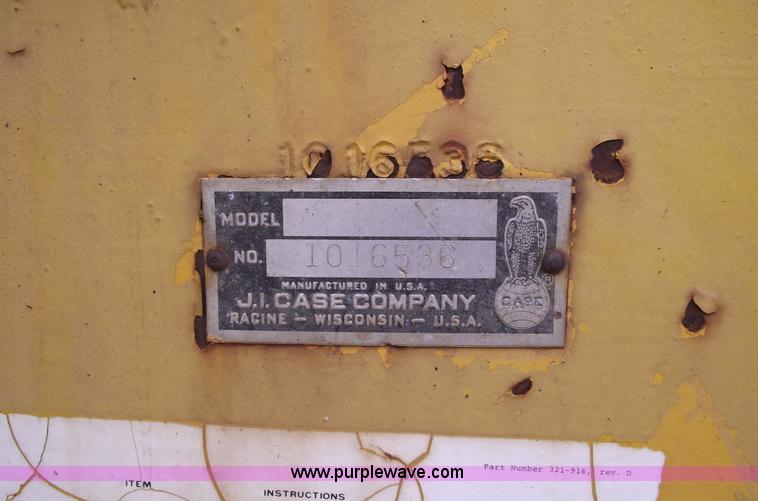 1016536
MODEL
NO. 1016536
CASE
®
MANUFACTURED IN U.S.A.
J.I. CASE COMPANY
RACINE - WISCONSIN - U.S.A.
Part Number 321-916, rev. D
www.purplewave.com
ITEM
INSTRUCTIONS